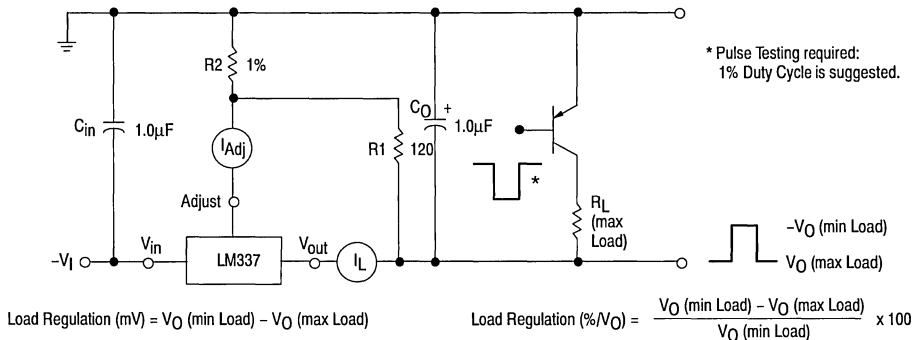 R2 1%
* Pulse Testing required:
1% Duty Cycle is suggested.
Cin 1.0μF
CO + 1.0μF
IAdj
R1 120
*
Adjust
RL
(max
Load)
–VO (min Load)
–VI Vin LM337 Vout IL
VO (max Load)
Load Regulation (mV) = VO (min Load) – VO (max Load)
Load Regulation (%/VO) = VO (min Load) – VO (max Load) / VO (min Load) x 100